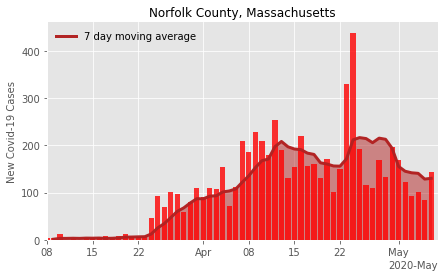 Norfolk County, Massachusetts
7 day moving average
New Covid-19 Cases
400
300
200
100
0
08 15 22 Apr 08 15 22 May
2020-May